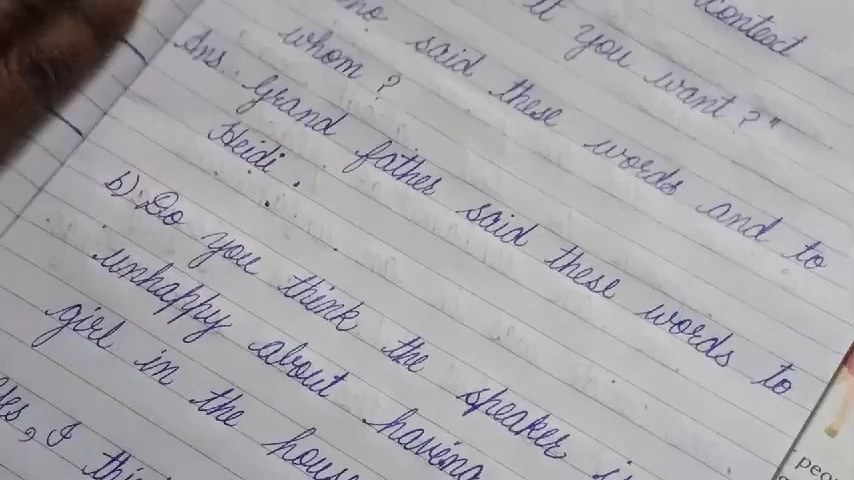 context
you want?"
said these words and to
whom?
Ans. Grand father said these words to
Heidi.
b) Do you think the speaker
unhappy about having
girl in the house
Yes, I
peo